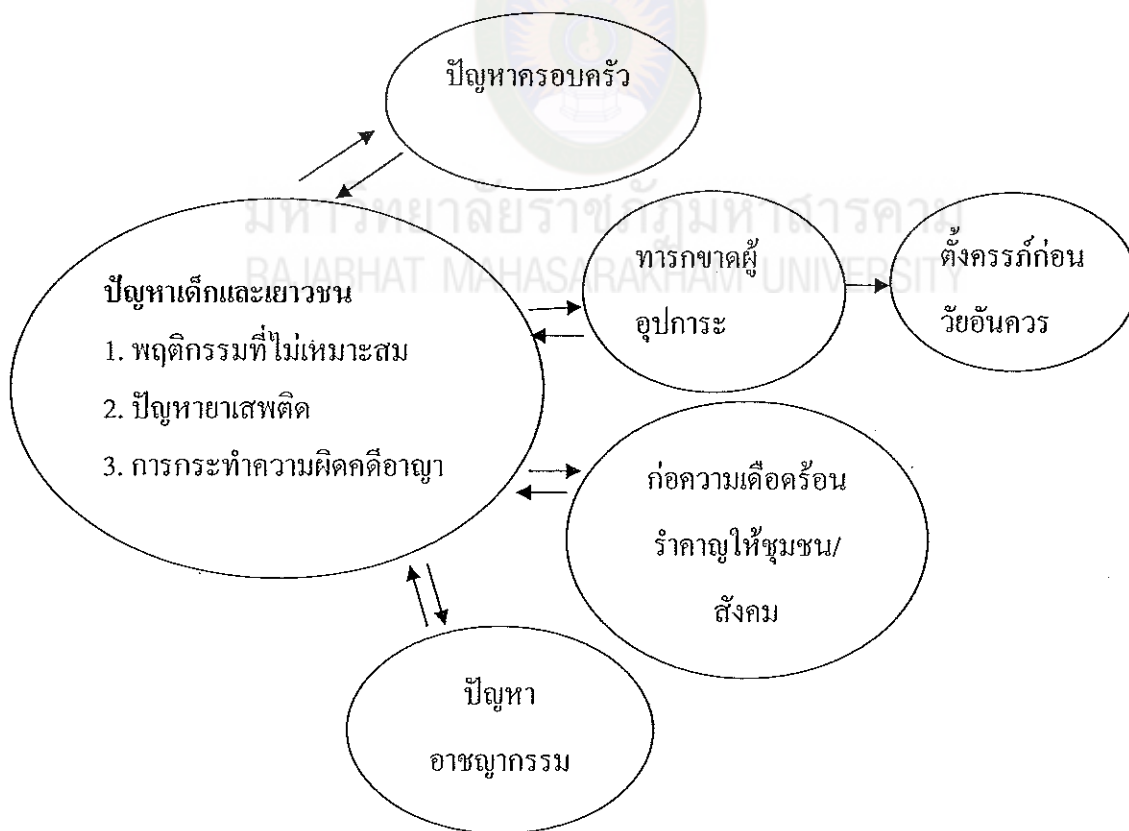 ปัญหาครอบครัว
มหาวิทยาลัยราชภัฏมหาสารคาม
RAJABHAT MAHASARAKHAM UNIVERSITY
ทารกขาดผู้
อุปการะ
ตั้งครรภ์ก่อน
วัยอันควร
ปัญหาเด็กและเยาวชน
1. พฤติกรรมที่ไม่เหมาะสม
2. ปัญหายาเสพติด
3. การกระทำความผิดคดีอาญา
ก่อความเดือดร้อน
รำคาญให้ชุมชน/
สังคม
ปัญหา
อาชญากรรม